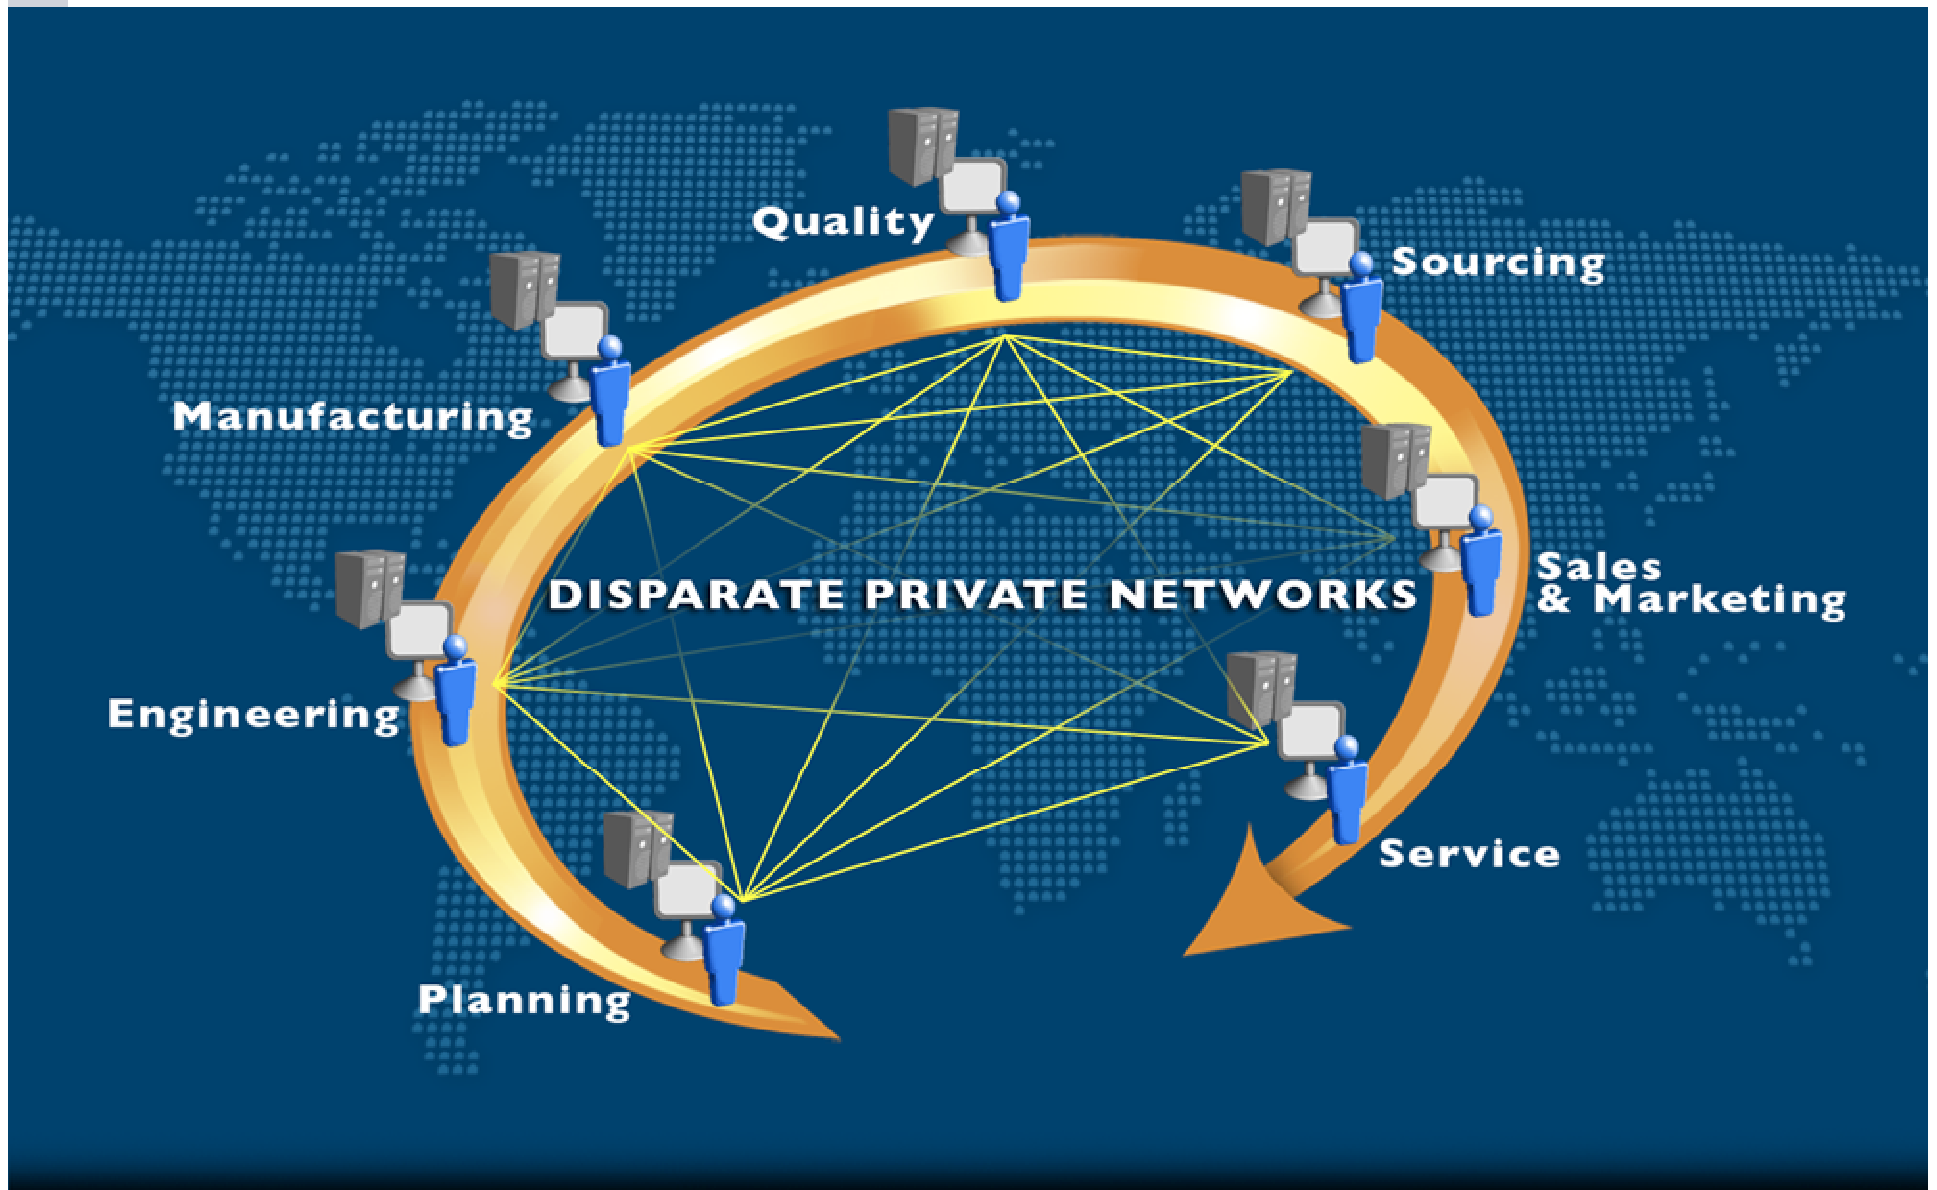 Quality
Sourcing
Manufacturing
Sales
& Marketing
DISPARATE PRIVATE NETWORKS
Engineering
Service
Planning